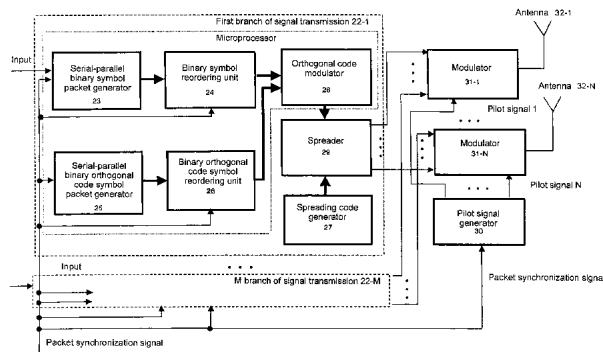 First branch of signal transmission 22-1
Antenna 32-1
Microprocessor
Input
Serial-parallel
binary symbol
packet generator
23
Binary symbol
reordering unit
24
Orthogonal code
modulator
28
Modulator
31-1
Antenna 32-N
Pilot signal 1
Spreader
29
Modulator
31-N
Serial-parallel
binary orthogonal
code symbol
packet generator
25
Binary orthogonal
code symbol
reordering unit
26
Pilot signal N
Spreading code
generator
27
Pilot signal
generator
30
Input
M branch of signal transmission 22-M
Packet synchronization signal
Packet synchronization signal